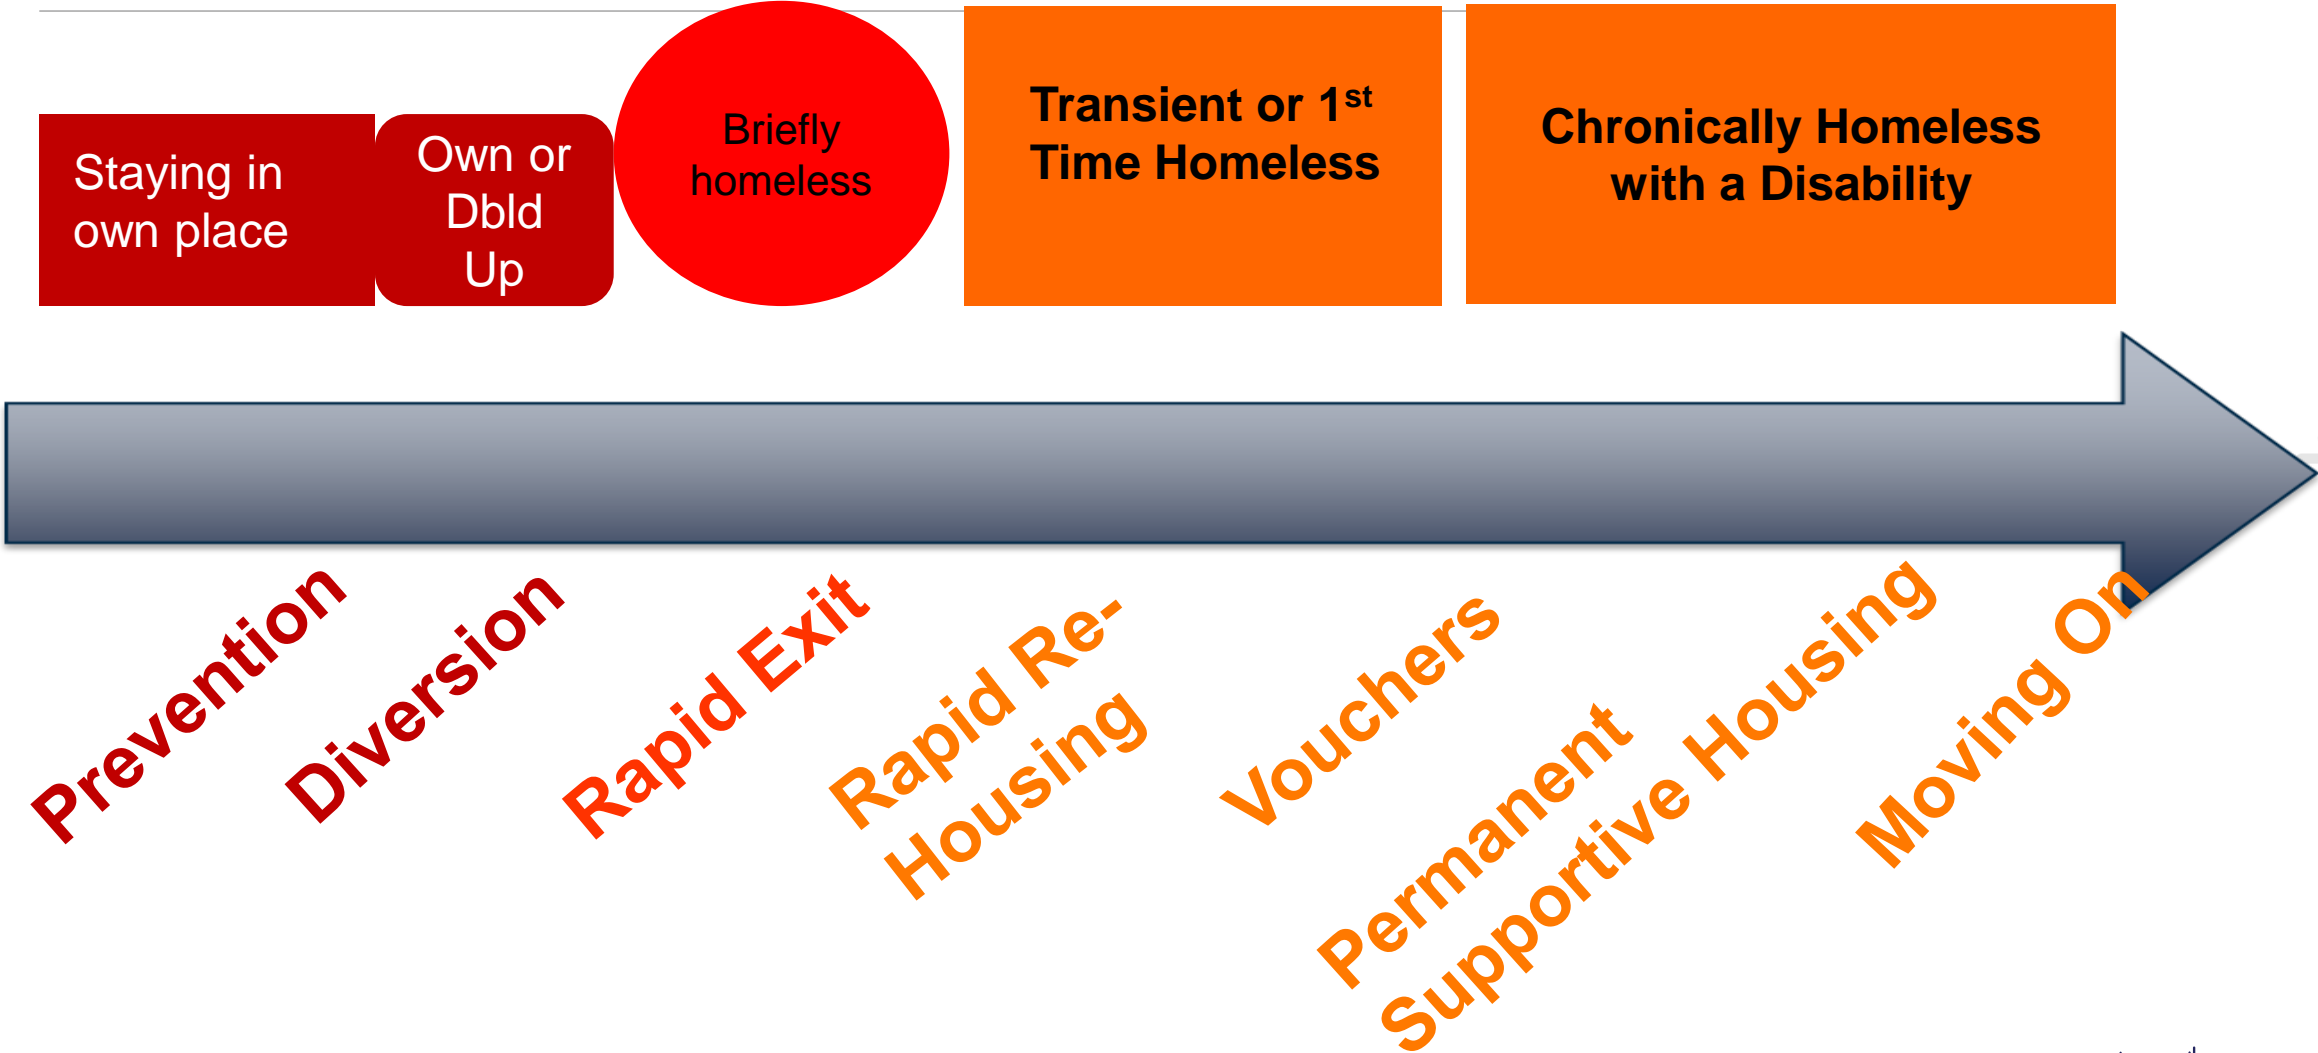 Staying in
own place
Own or
Dbld
Up
Briefly
homeless
Transient or 1st
Time Homeless
Chronically Homeless
with a Disability
Prevention
Diversion
Rapid Exit
Rapid Re-
Housing
Vouchers
Permanent
Supportive Housing
Moving On